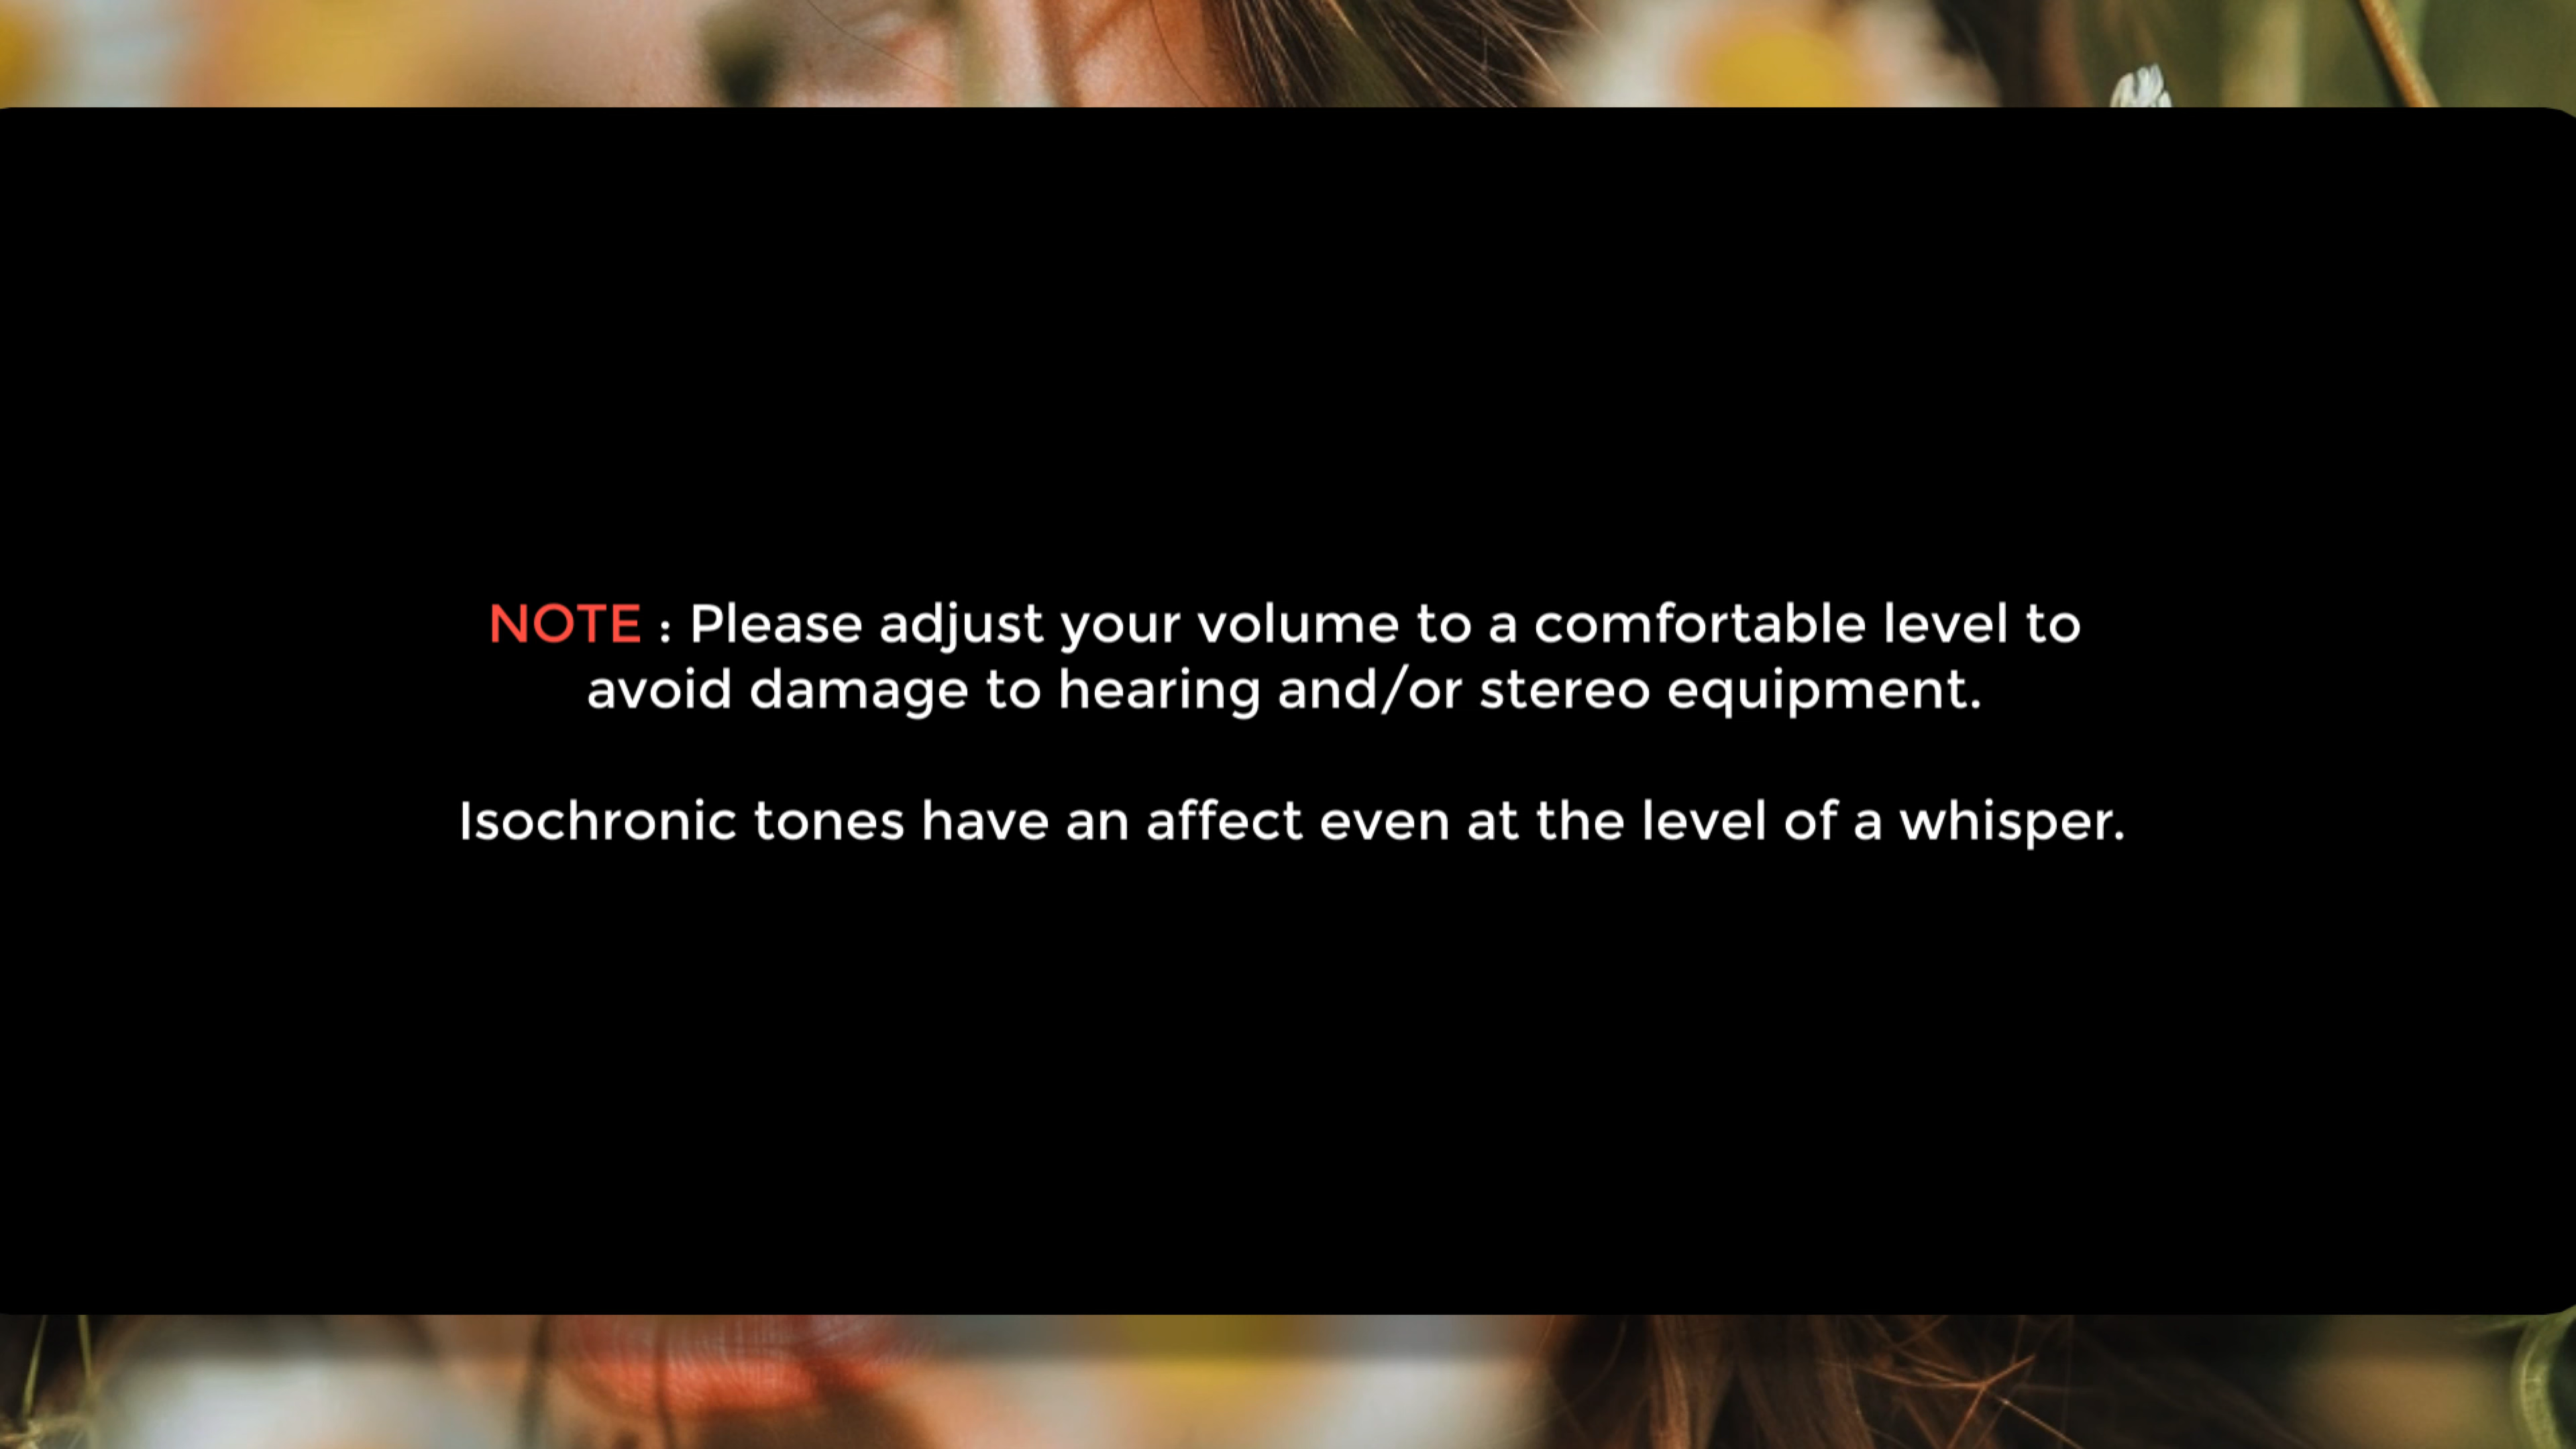 NOTE : Please adjust your volume to a comfortable level to
avoid damage to hearing and/or stereo equipment.
Isochronic tones have an affect even at the level of a whisper.